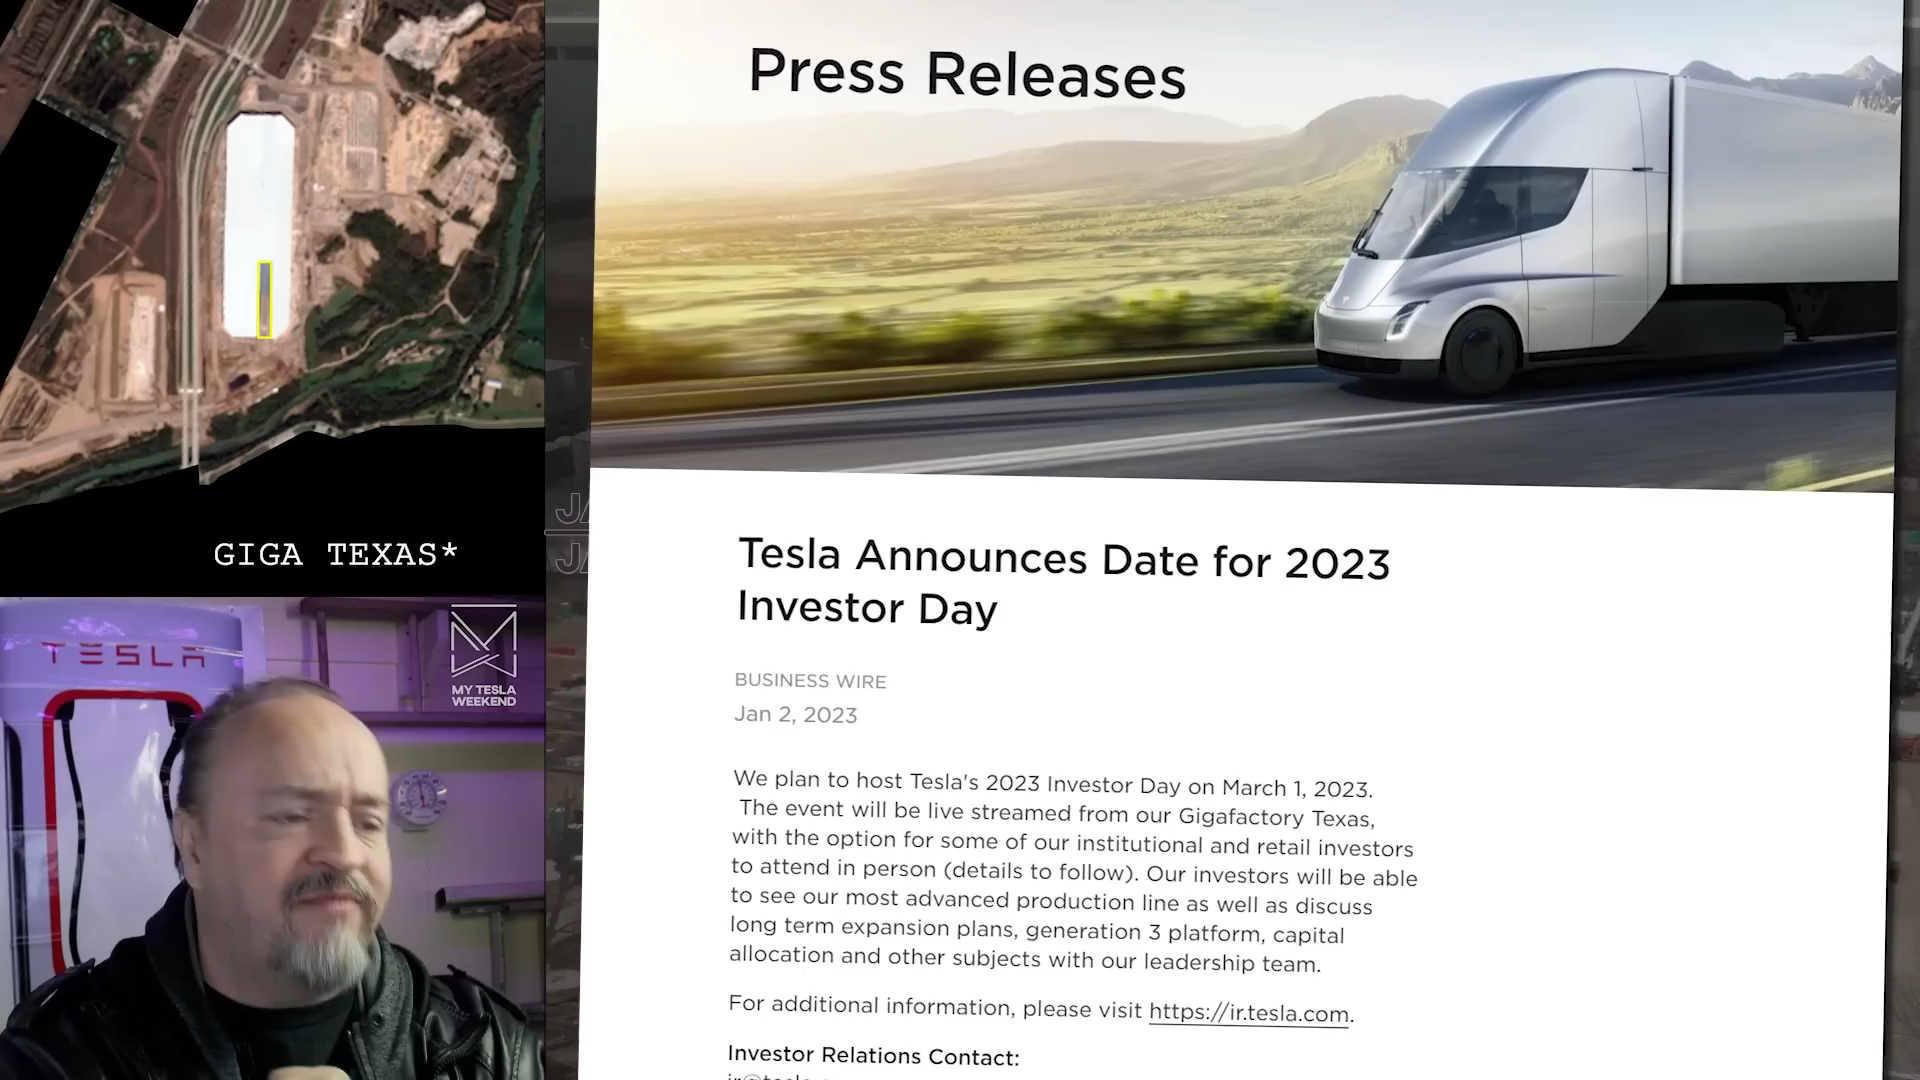 GIGA TEXAS*
TESLA
MY TESLA
WEEKEND
Press Releases
Tesla Announces Date for 2023
Investor Day
BUSINESS WIRE
Jan 2, 2023
We plan to host Tesla's 2023 Investor Day on March 1, 2023.
The event will be live streamed from our Gigafactory Texas,
with the option for some of our institutional and retail investors
to attend in person (details to follow). Our investors will be able
to see our most advanced production line as well as discuss
long term expansion plans, generation 3 platform, capital
allocation and other subjects with our leadership team.
For additional information, please visit https://ir.tesla.com.
Investor Relations Contact: